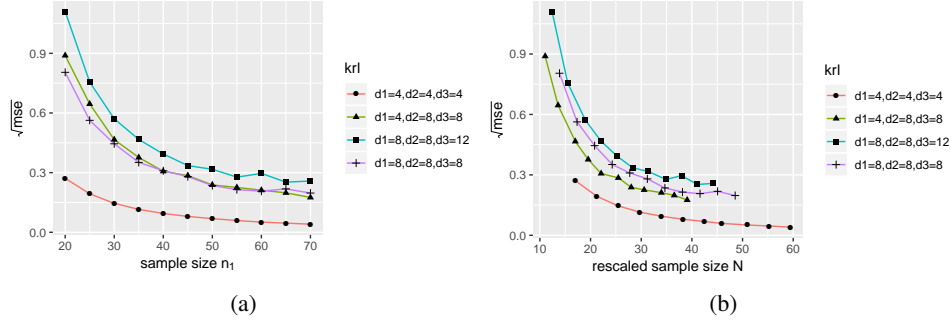 0.9
0.6
0.3
0.0
√mse
20 30 40 50 60 70
sample size n1
krl
d1=4,d2=4,d3=4
d1=4,d2=8,d3=8
d1=8,d2=8,d3=12
d1=8,d2=8,d3=8
(a)
0.9
0.6
0.3
0.0
√mse
10 20 30 40 50 60
rescaled sample size N
krl
d1=4,d2=4,d3=4
d1=4,d2=8,d3=8
d1=8,d2=8,d3=12
d1=8,d2=8,d3=8
(b)